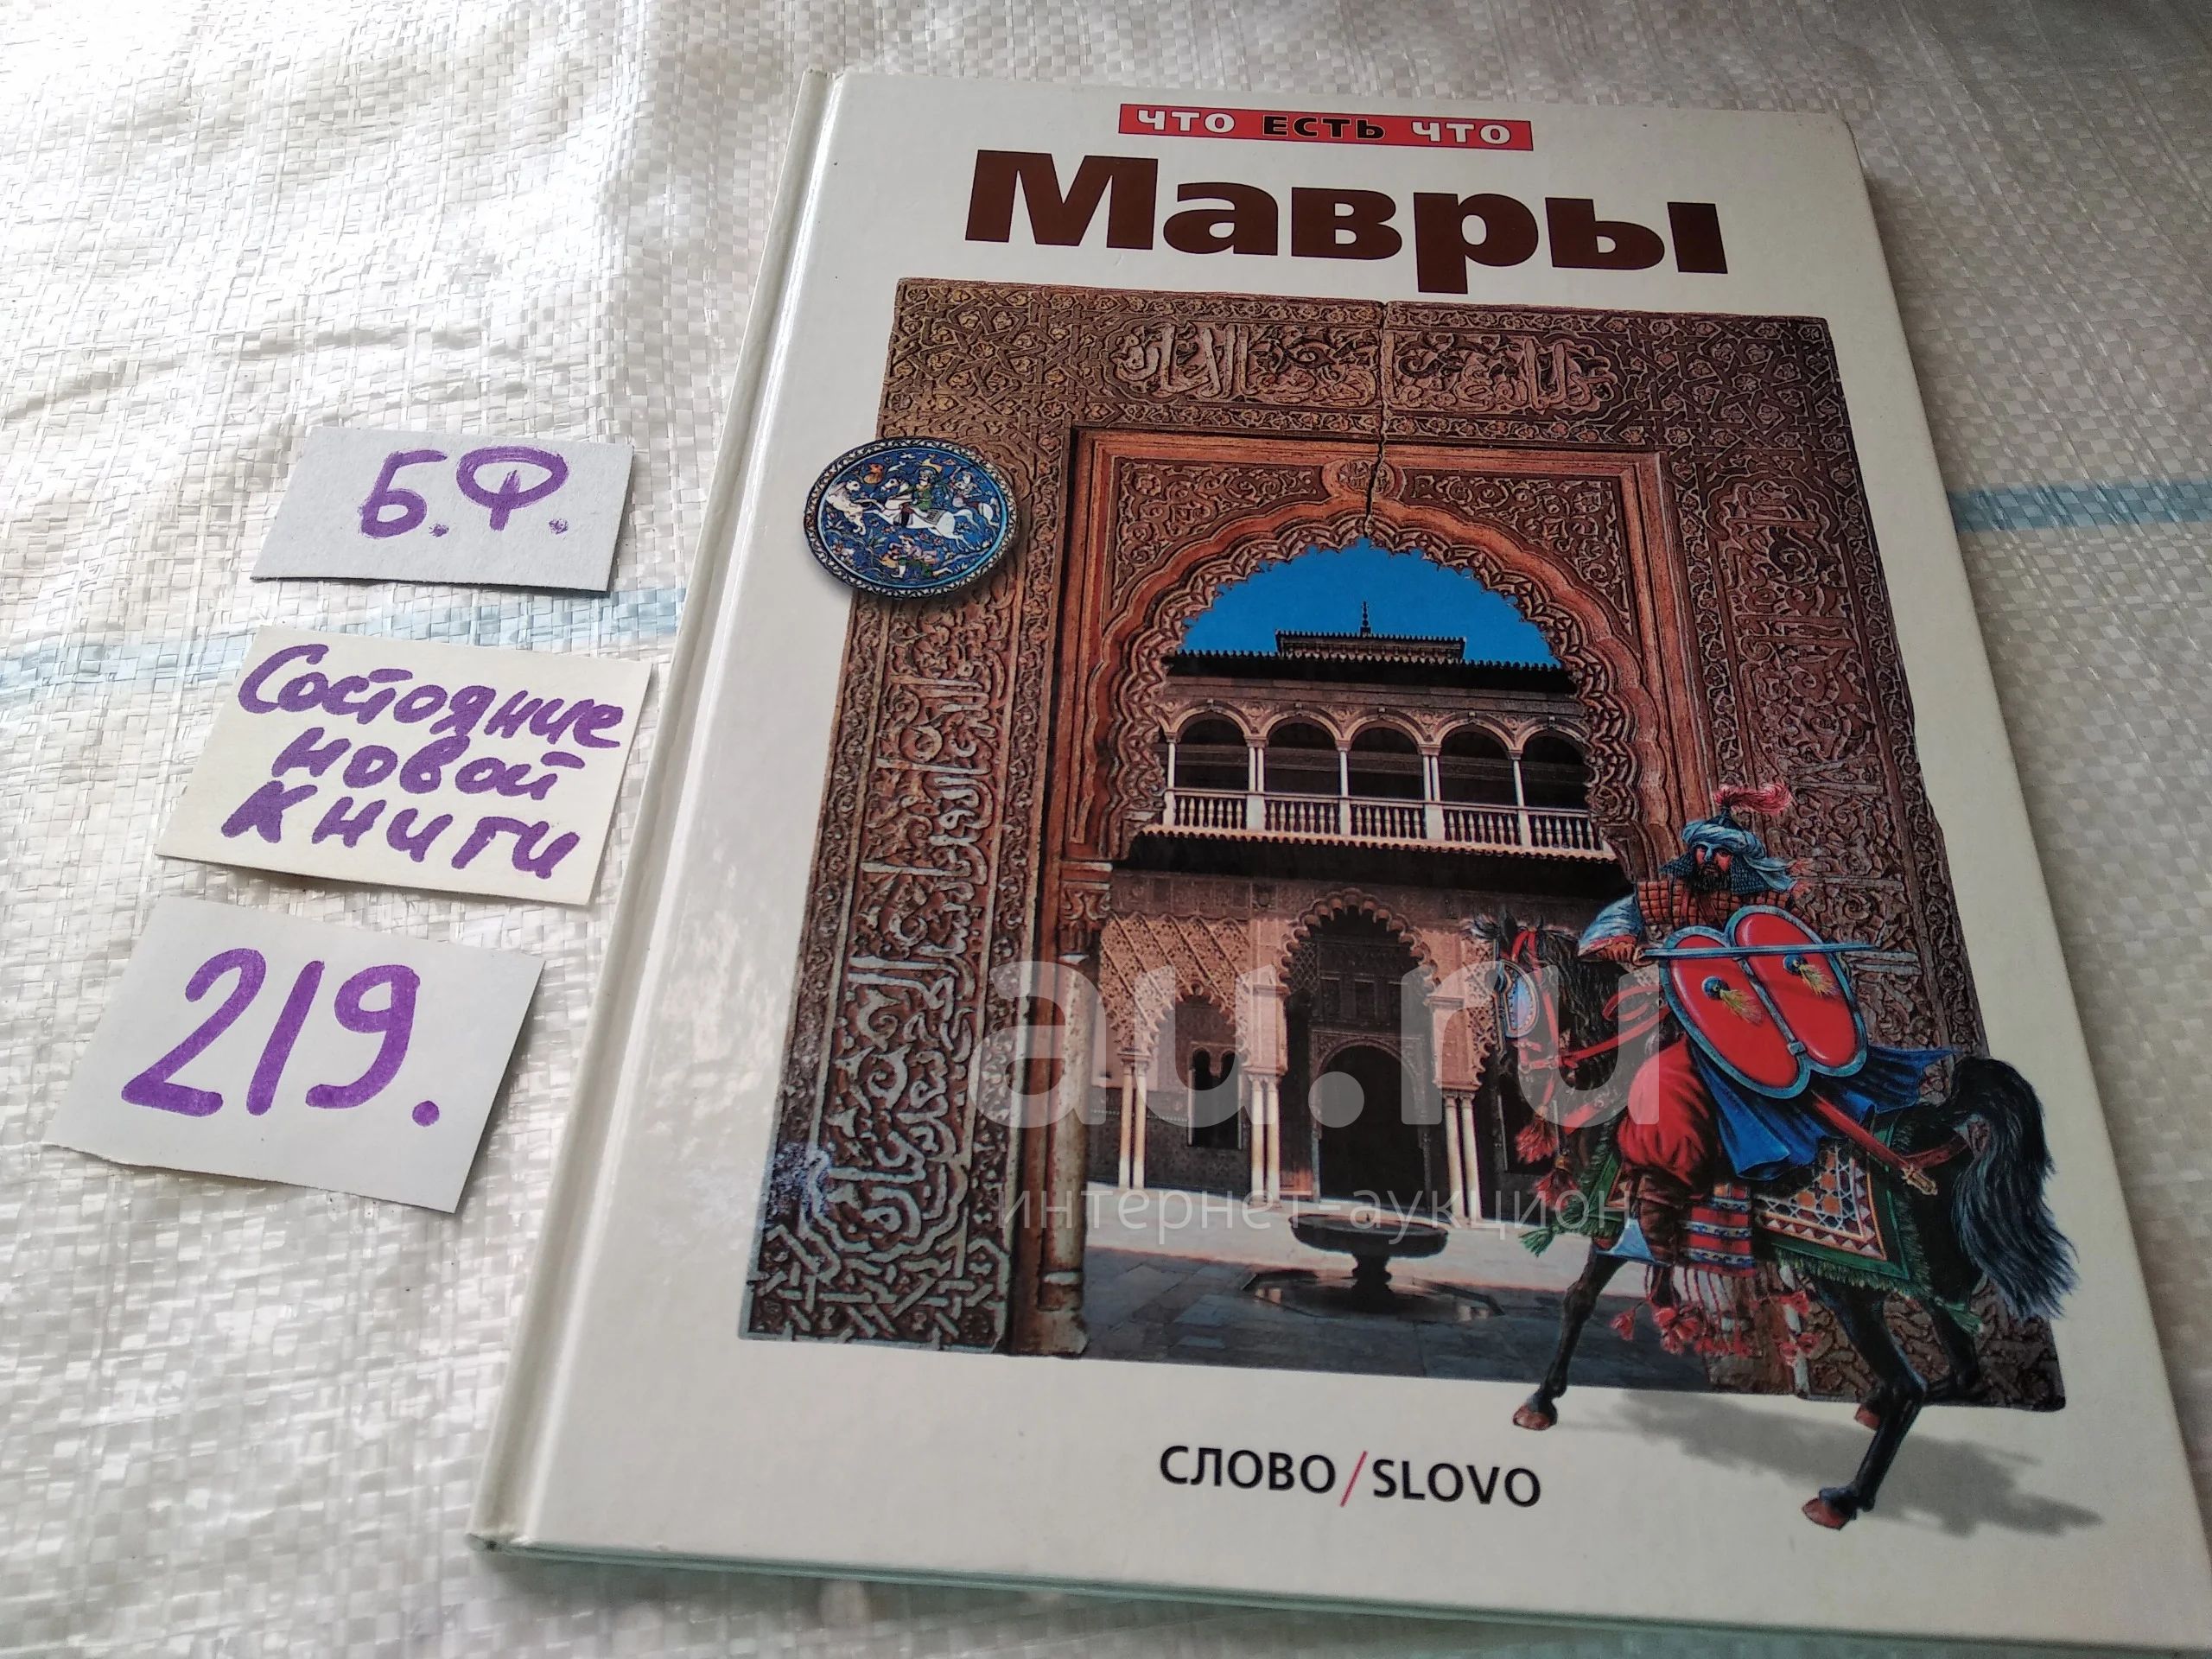 ЧТО ЕСТЬ ЧТО
Мавры
Б.Ф.
Состояние
новой
книги
219.
au.ru
интернет-аукцион
СЛОВО/SLOVO